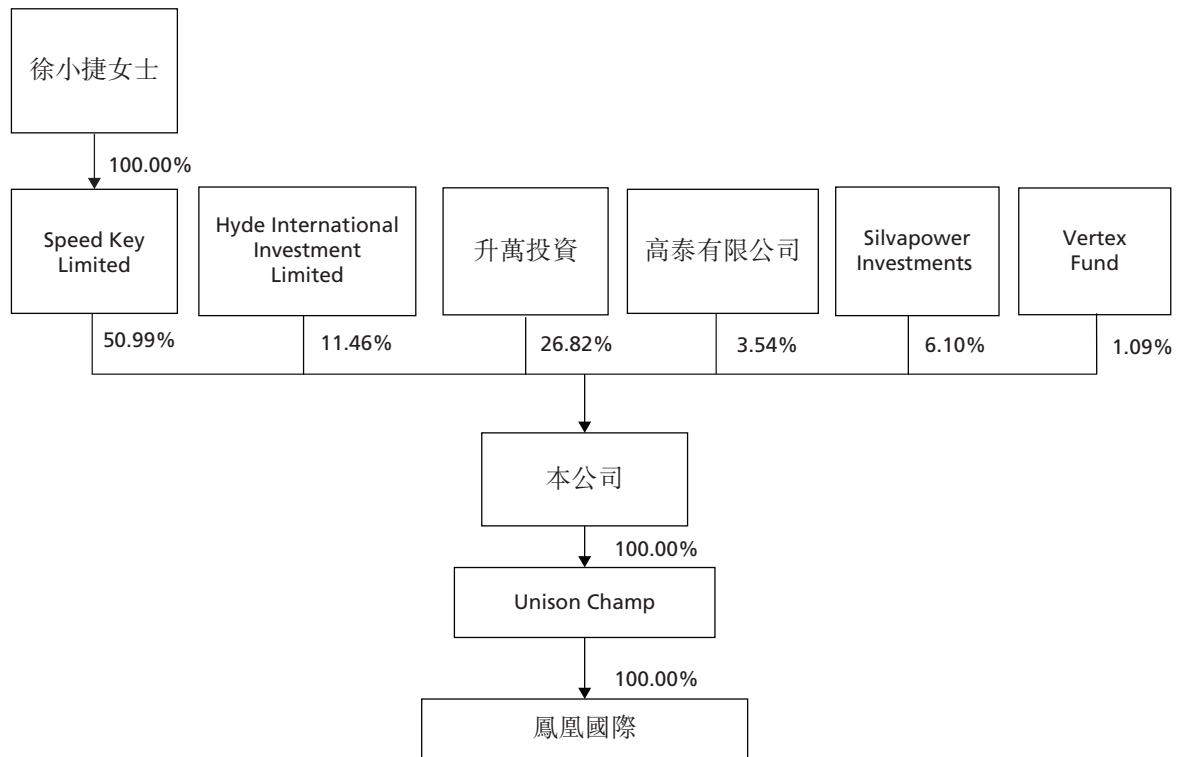 徐小捷女士
100.00%
Speed Key
Limited
Hyde International
Investment
Limited
升萬投資
高泰有限公司
Silvapower
Investments
Vertex
Fund
50.99%
11.46%
26.82%
3.54%
6.10%
1.09%
本公司
100.00%
Unison Champ
100.00%
鳳凰國際